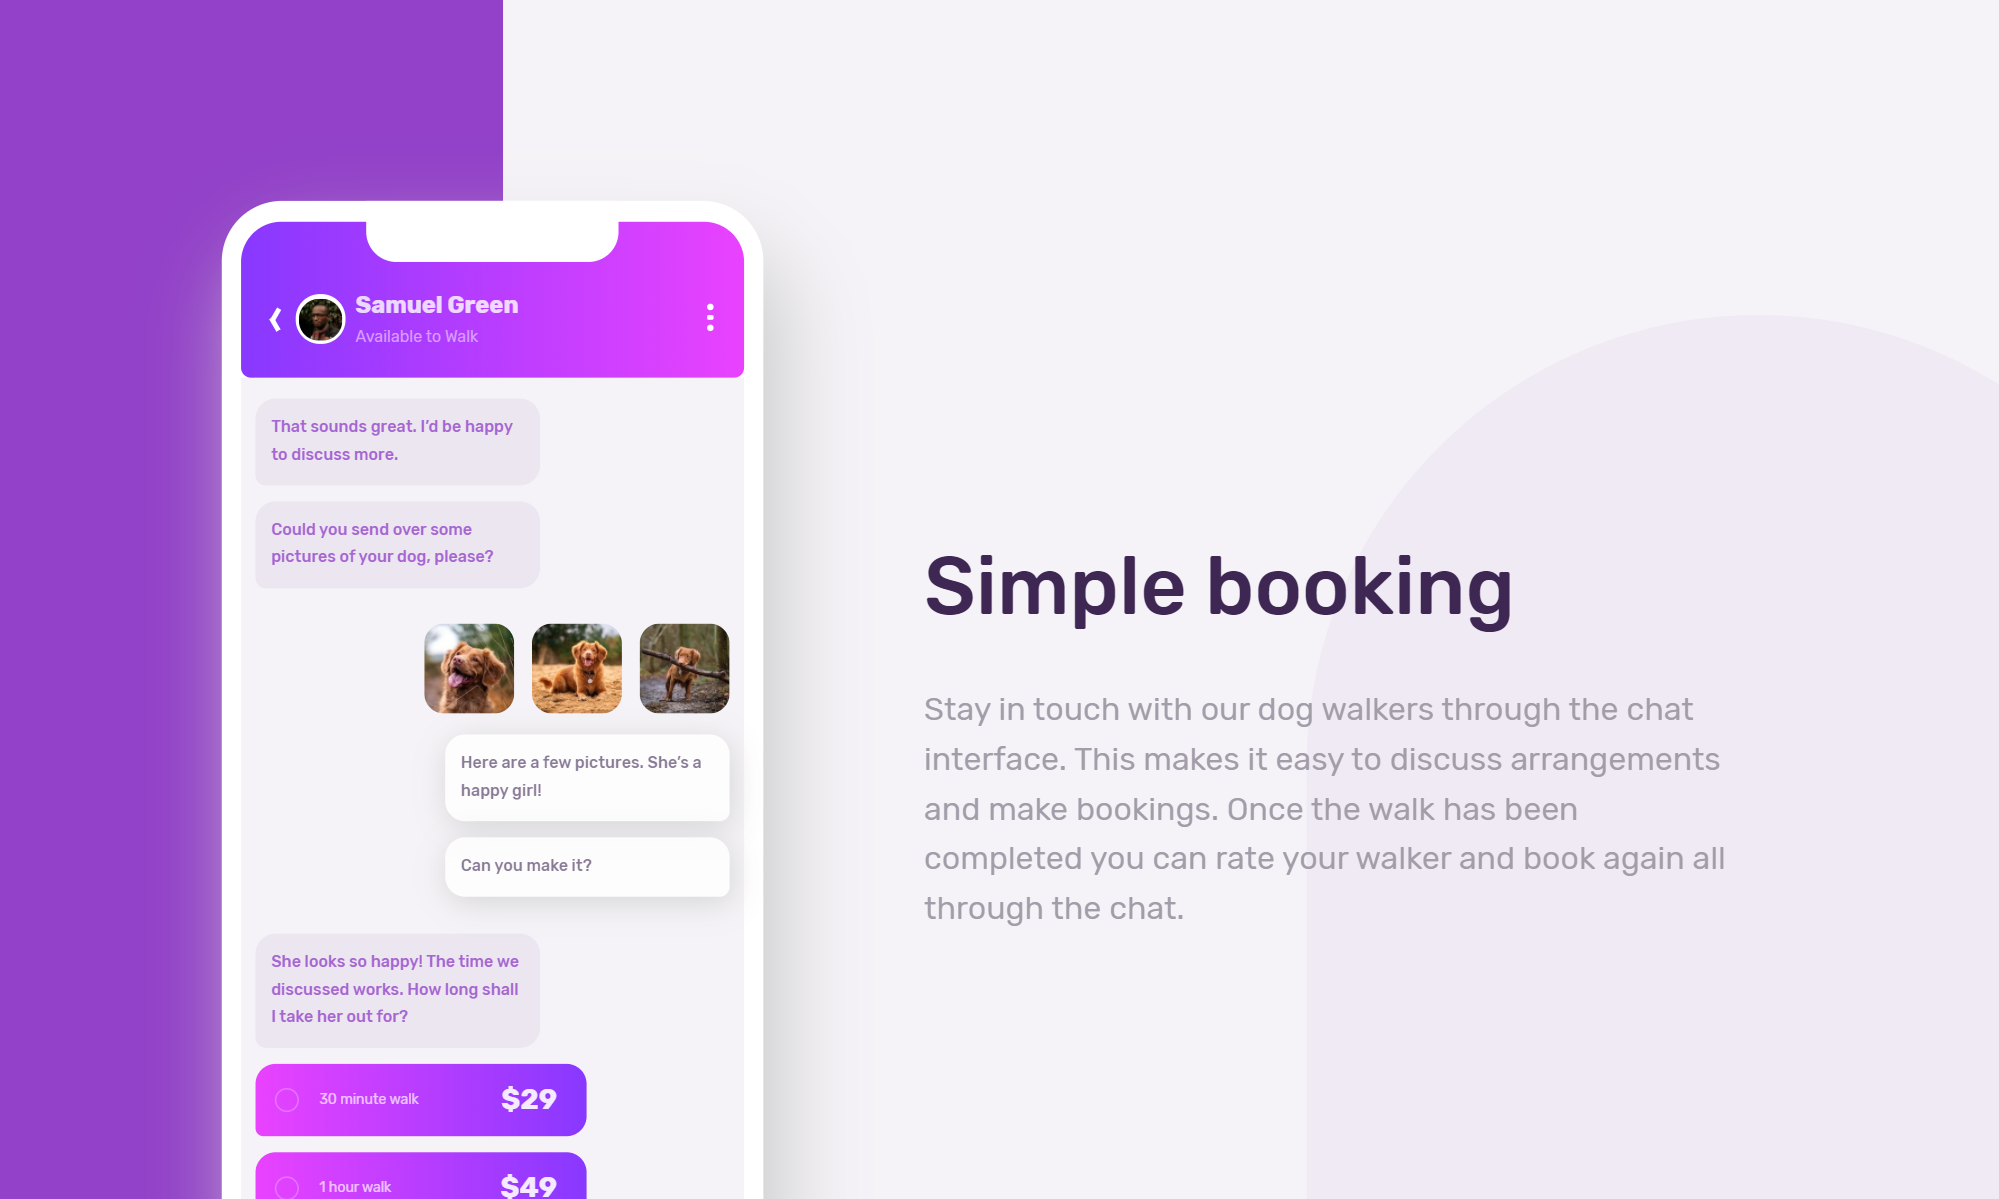 Samuel Green
Available to Walk
That sounds great. I’d be happy
to discuss more.
Could you send over some
pictures of your dog, please?
Here are a few pictures. She’s a
happy girl!
Can you make it?
She looks so happy! The time we
discussed works. How long shall
I take her out for?
30 minute walk
$29
1 hour walk
$49
Simple booking
Stay in touch with our dog walkers through the chat
interface. This makes it easy to discuss arrangements
and make bookings. Once the walk has been
completed you can rate your walker and book again all
through the chat.